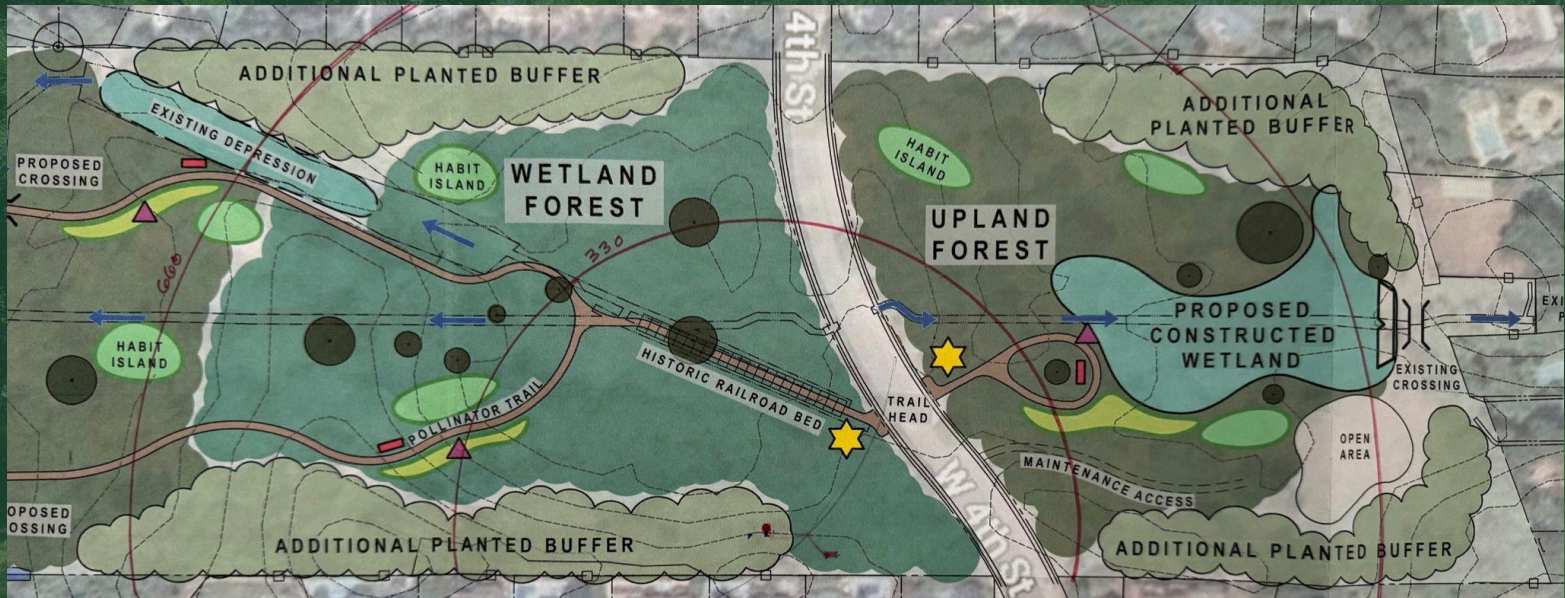 ADDITIONAL PLANTED BUFFER
EXISTING DEPRESSION
PROPOSED
CROSSING
HABIT
ISLAND
WETLAND
FOREST
4th St
HABIT
ISLAND
ADDITIONAL
PLANTED BUFFER
UPLAND
FOREST
660
330
HABIT
ISLAND
POLLINATOR TRAIL
HISTORIC RAILROAD BED
TRAIL
HEAD
PROPOSED
CONSTRUCTED
WETLAND
EXISTING
CROSSING
OPEN
AREA
MAINTENANCE ACCESS
W 4th St
OPOSED
OSSING
ADDITIONAL PLANTED BUFFER
ADDITIONAL PLANTED BUFFER